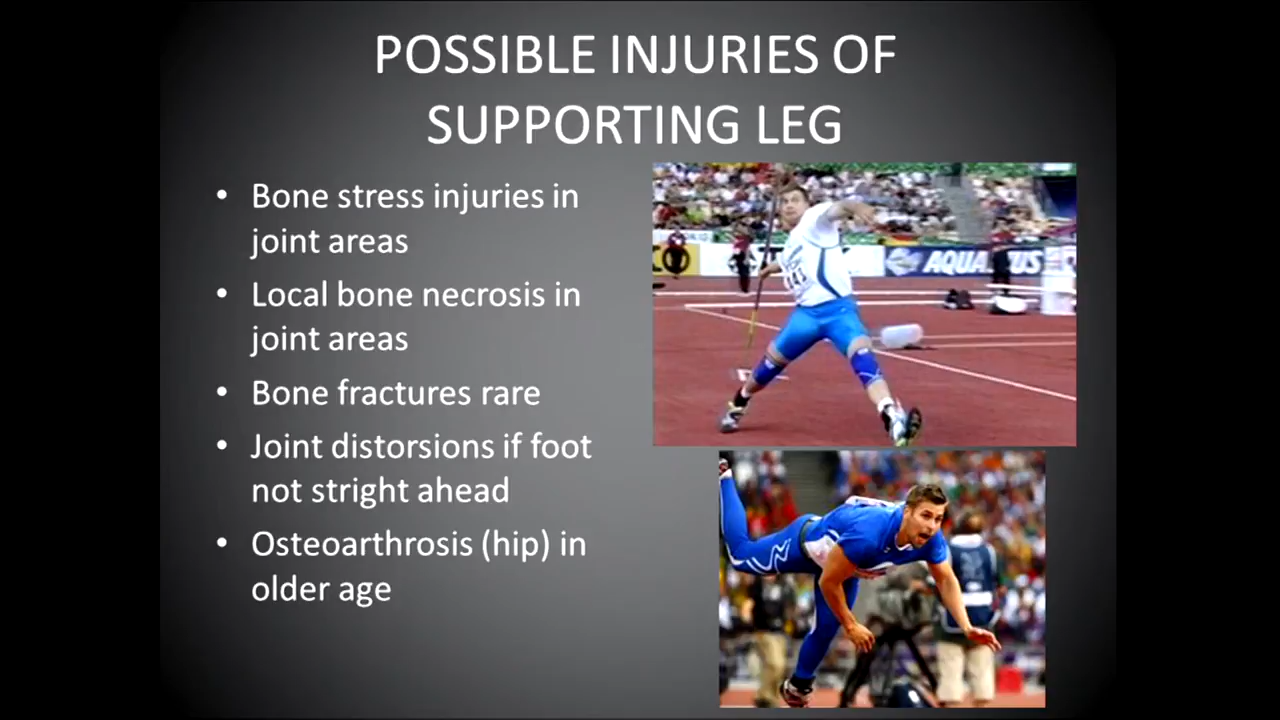 POSSIBLE INJURIES OF
SUPPORTING LEG
• Bone stress injuries in
joint areas
• Local bone necrosis in
joint areas
• Bone fractures rare
• Joint distorsions if foot
not stright ahead
• Osteoarthrosis (hip) in
older age
AQUARIUS